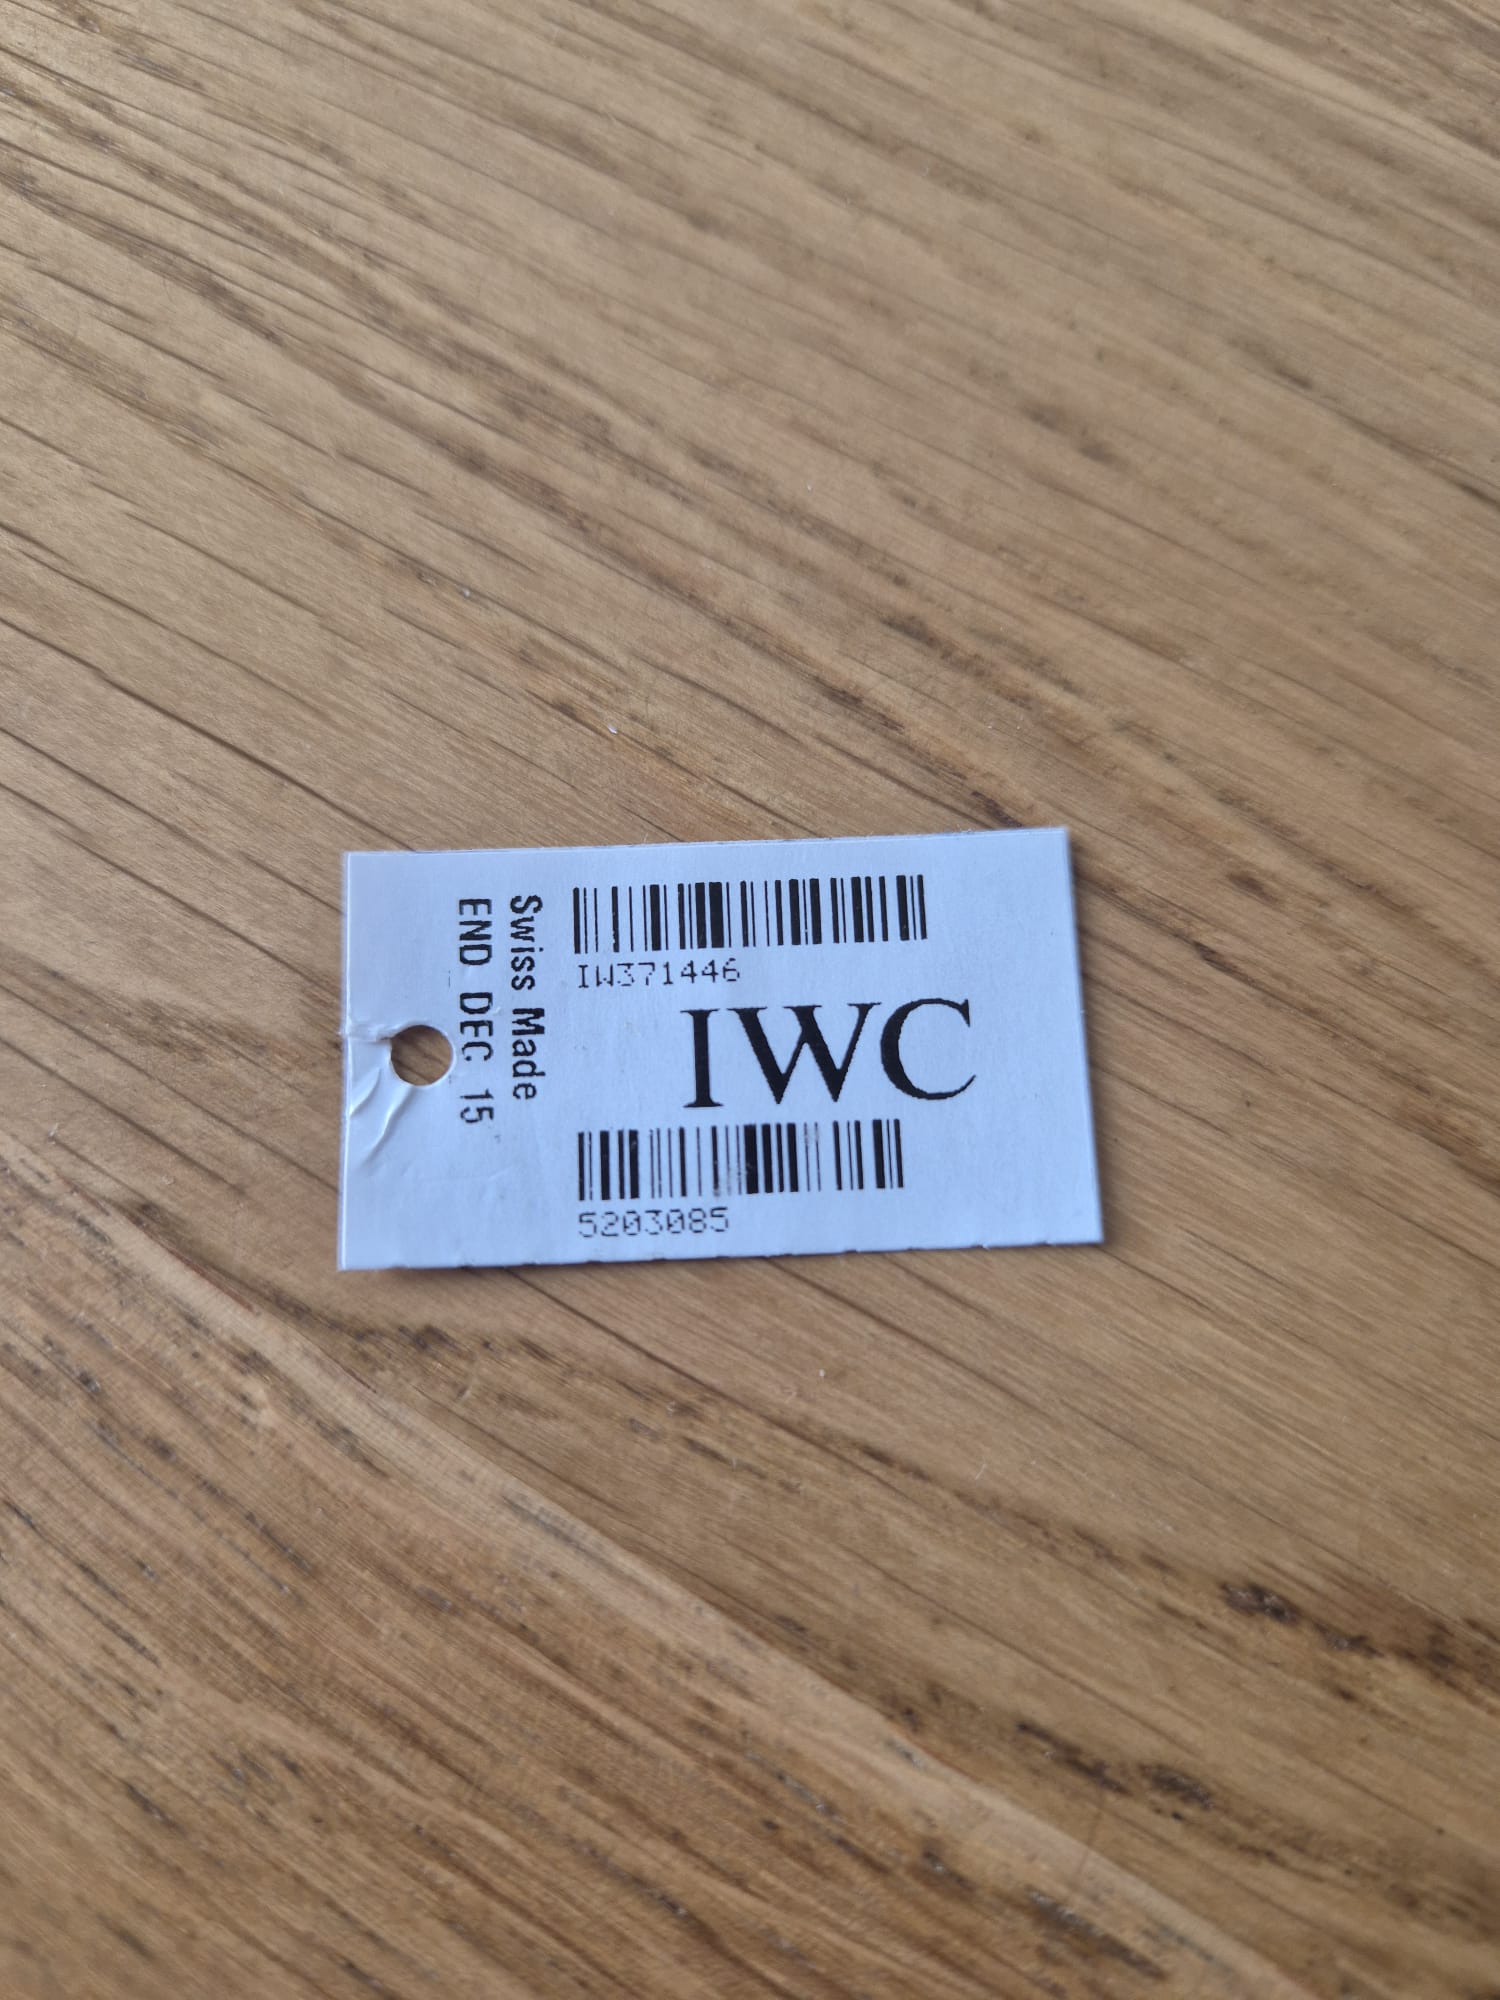 Swiss Made
END DEC 15
IW371446
IWC
5203085